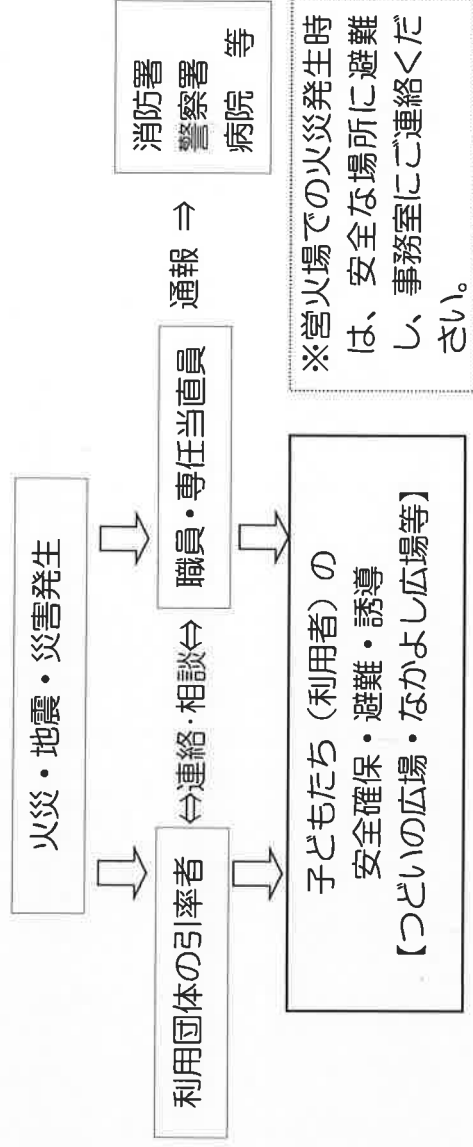 火災・地震・災害発生
利用団体の引率者
⇔連絡・相談⇔
職員・専任当直員
通報 ⇒
消防署
警察署
病院 等
子どもたち（利用者）の
安全確保・避難・誘導
【つどいの広場・なかよし広場等】
※営火場での火災発生時
は、安全な場所に避難
し、事務室にご連絡くだ
さい。